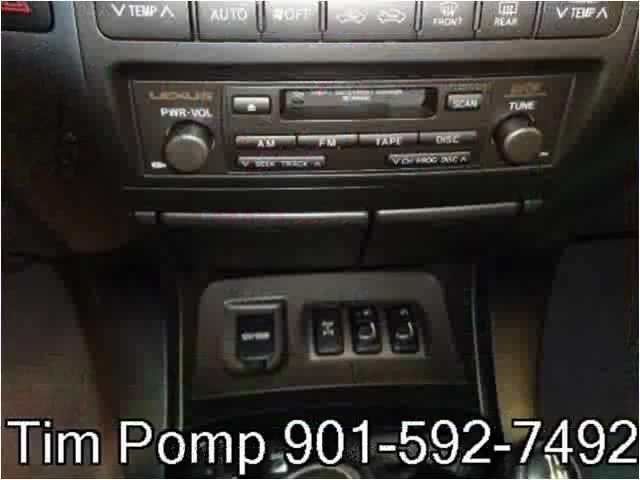 ∨ TEMP ∧ AUTO OFF FRONT REAR ∨ TEMP ∧
LEXUS
PWR·VOL SCAN TUNE
AM FM TAPE DISC
∨ SEEK TRACK ∧ ∨ CH PROG DISC ∧
Tim Pomp 901-592-7492